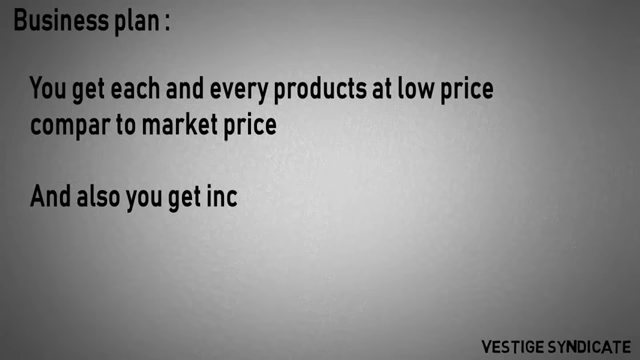 Business plan :
You get each and every products at low price
compar to market price
And also you get inc
VESTIGE SYNDICATE